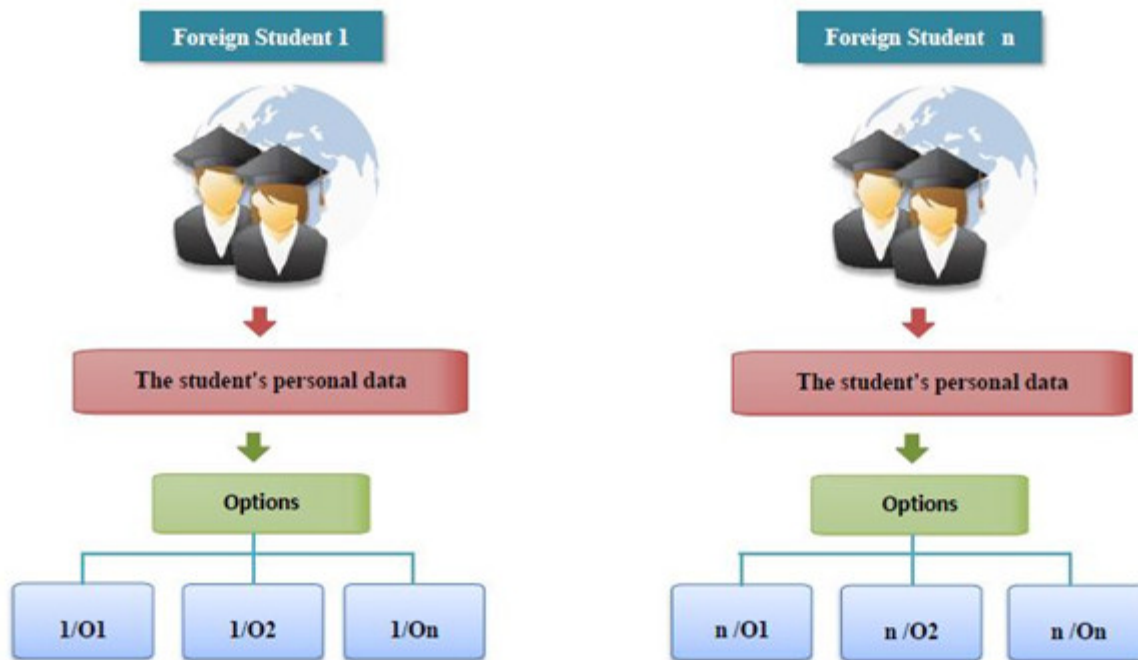 Foreign Student 1
The student's personal data
Options
1/O1
1/O2
1/On
Foreign Student n
The student's personal data
Options
n /O1
n /O2
n /On